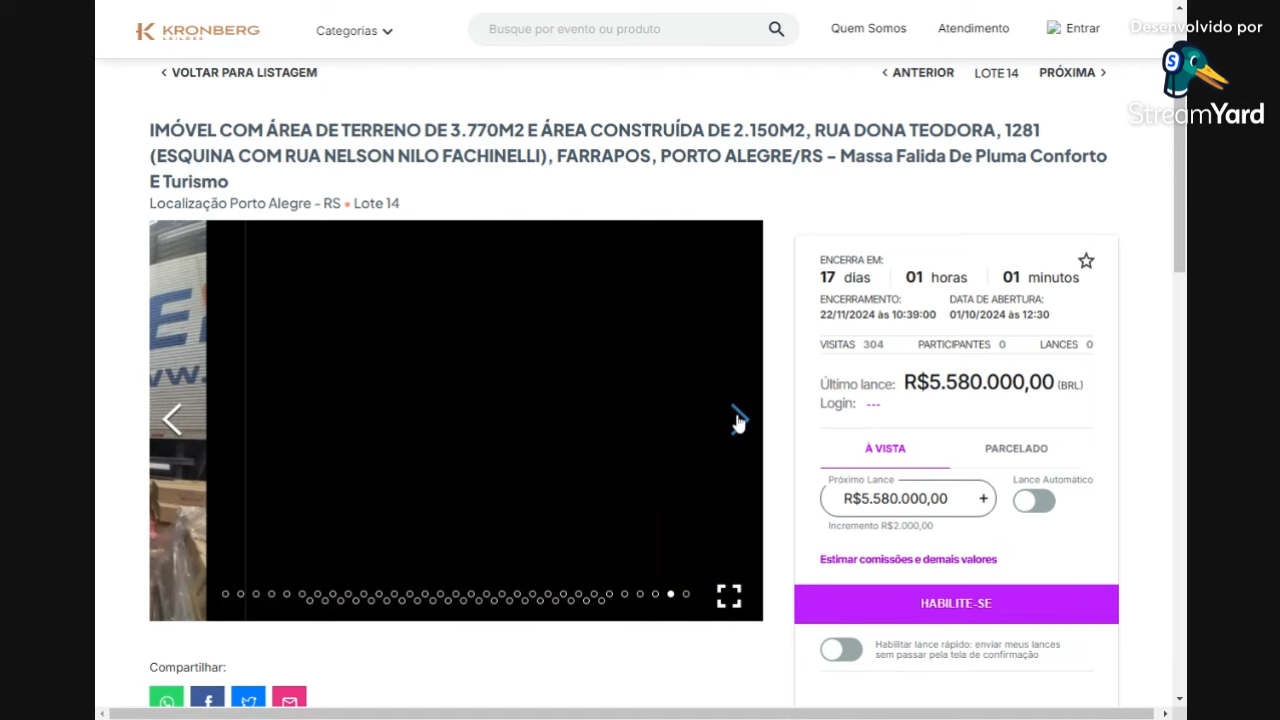 KRONBERG
LEILÕES
Categorias
Busque por evento ou produto
Quem Somos
Atendimento
Entrar
Desenvolvido por
S
StreamYard
VOLTAR PARA LISTAGEM
ANTERIOR
LOTE 14
PRÓXIMA
IMÓVEL COM ÁREA DE TERRENO DE 3.770M2 E ÁREA CONSTRUÍDA DE 2.150M2, RUA DONA TEODORA, 1281
(ESQUINA COM RUA NELSON NILO FACHINELLI), FARRAPOS, PORTO ALEGRE/RS - Massa Falida De Pluma Conforto
E Turismo
Localização Porto Alegre - RS • Lote 14
ENCERRA EM:
17 dias 01 horas 01 minutos
ENCERRAMENTO: DATA DE ABERTURA:
22/11/2024 às 10:39:00 01/10/2024 às 12:30
VISITAS 304 PARTICIPANTES 0 LANCES 0
Último lance: R$5.580.000,00 (BRL)
Login: ---
À VISTA PARCELADO
Próximo Lance Lance Automático
R$5.580.000,00 +
Incremento R$2.000,00
Estimar comissões e demais valores
HABILITE-SE
Habilitar lance rápido: enviar meus lances
sem passar pela tela de confirmação
Compartilhar: